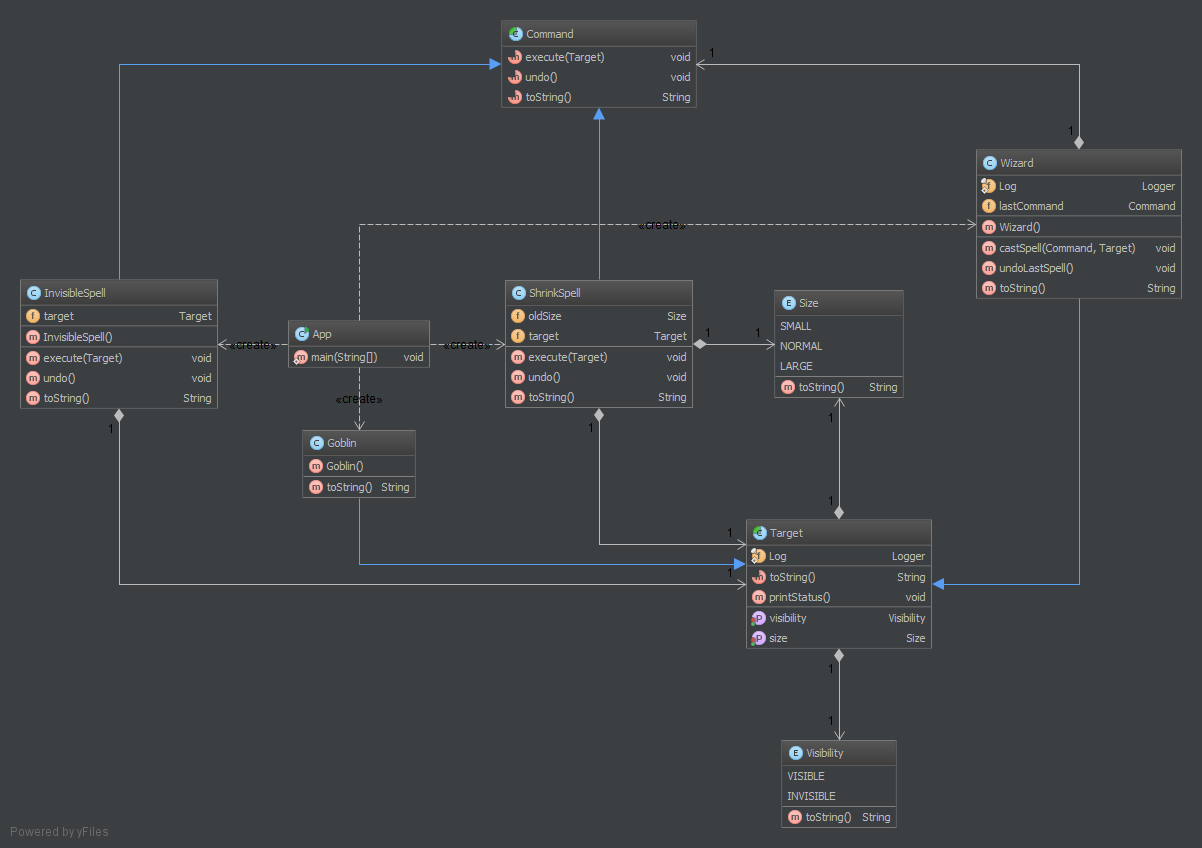 Command
execute(Target) void
undo() void
toString() String
1
1
Wizard
Log Logger
lastCommand Command
Wizard()
castSpell(Command, Target) void
undoLastSpell() void
toString() String
«create»
InvisibleSpell
target Target
InvisibleSpell()
execute(Target) void
undo() void
toString() String
1
App
main(String[]) void
«create»
«create»
«create»
ShrinkSpell
oldSize Size
target Target
execute(Target) void
undo() void
toString() String
1
1
1
Size
SMALL
NORMAL
LARGE
toString() String
1
1
Goblin
Goblin()
toString() String
1
1
Target
Log Logger
toString() String
printStatus() void
visibility Visibility
size Size
1
1
Visibility
VISIBLE
INVISIBLE
toString() String
Powered by yFiles